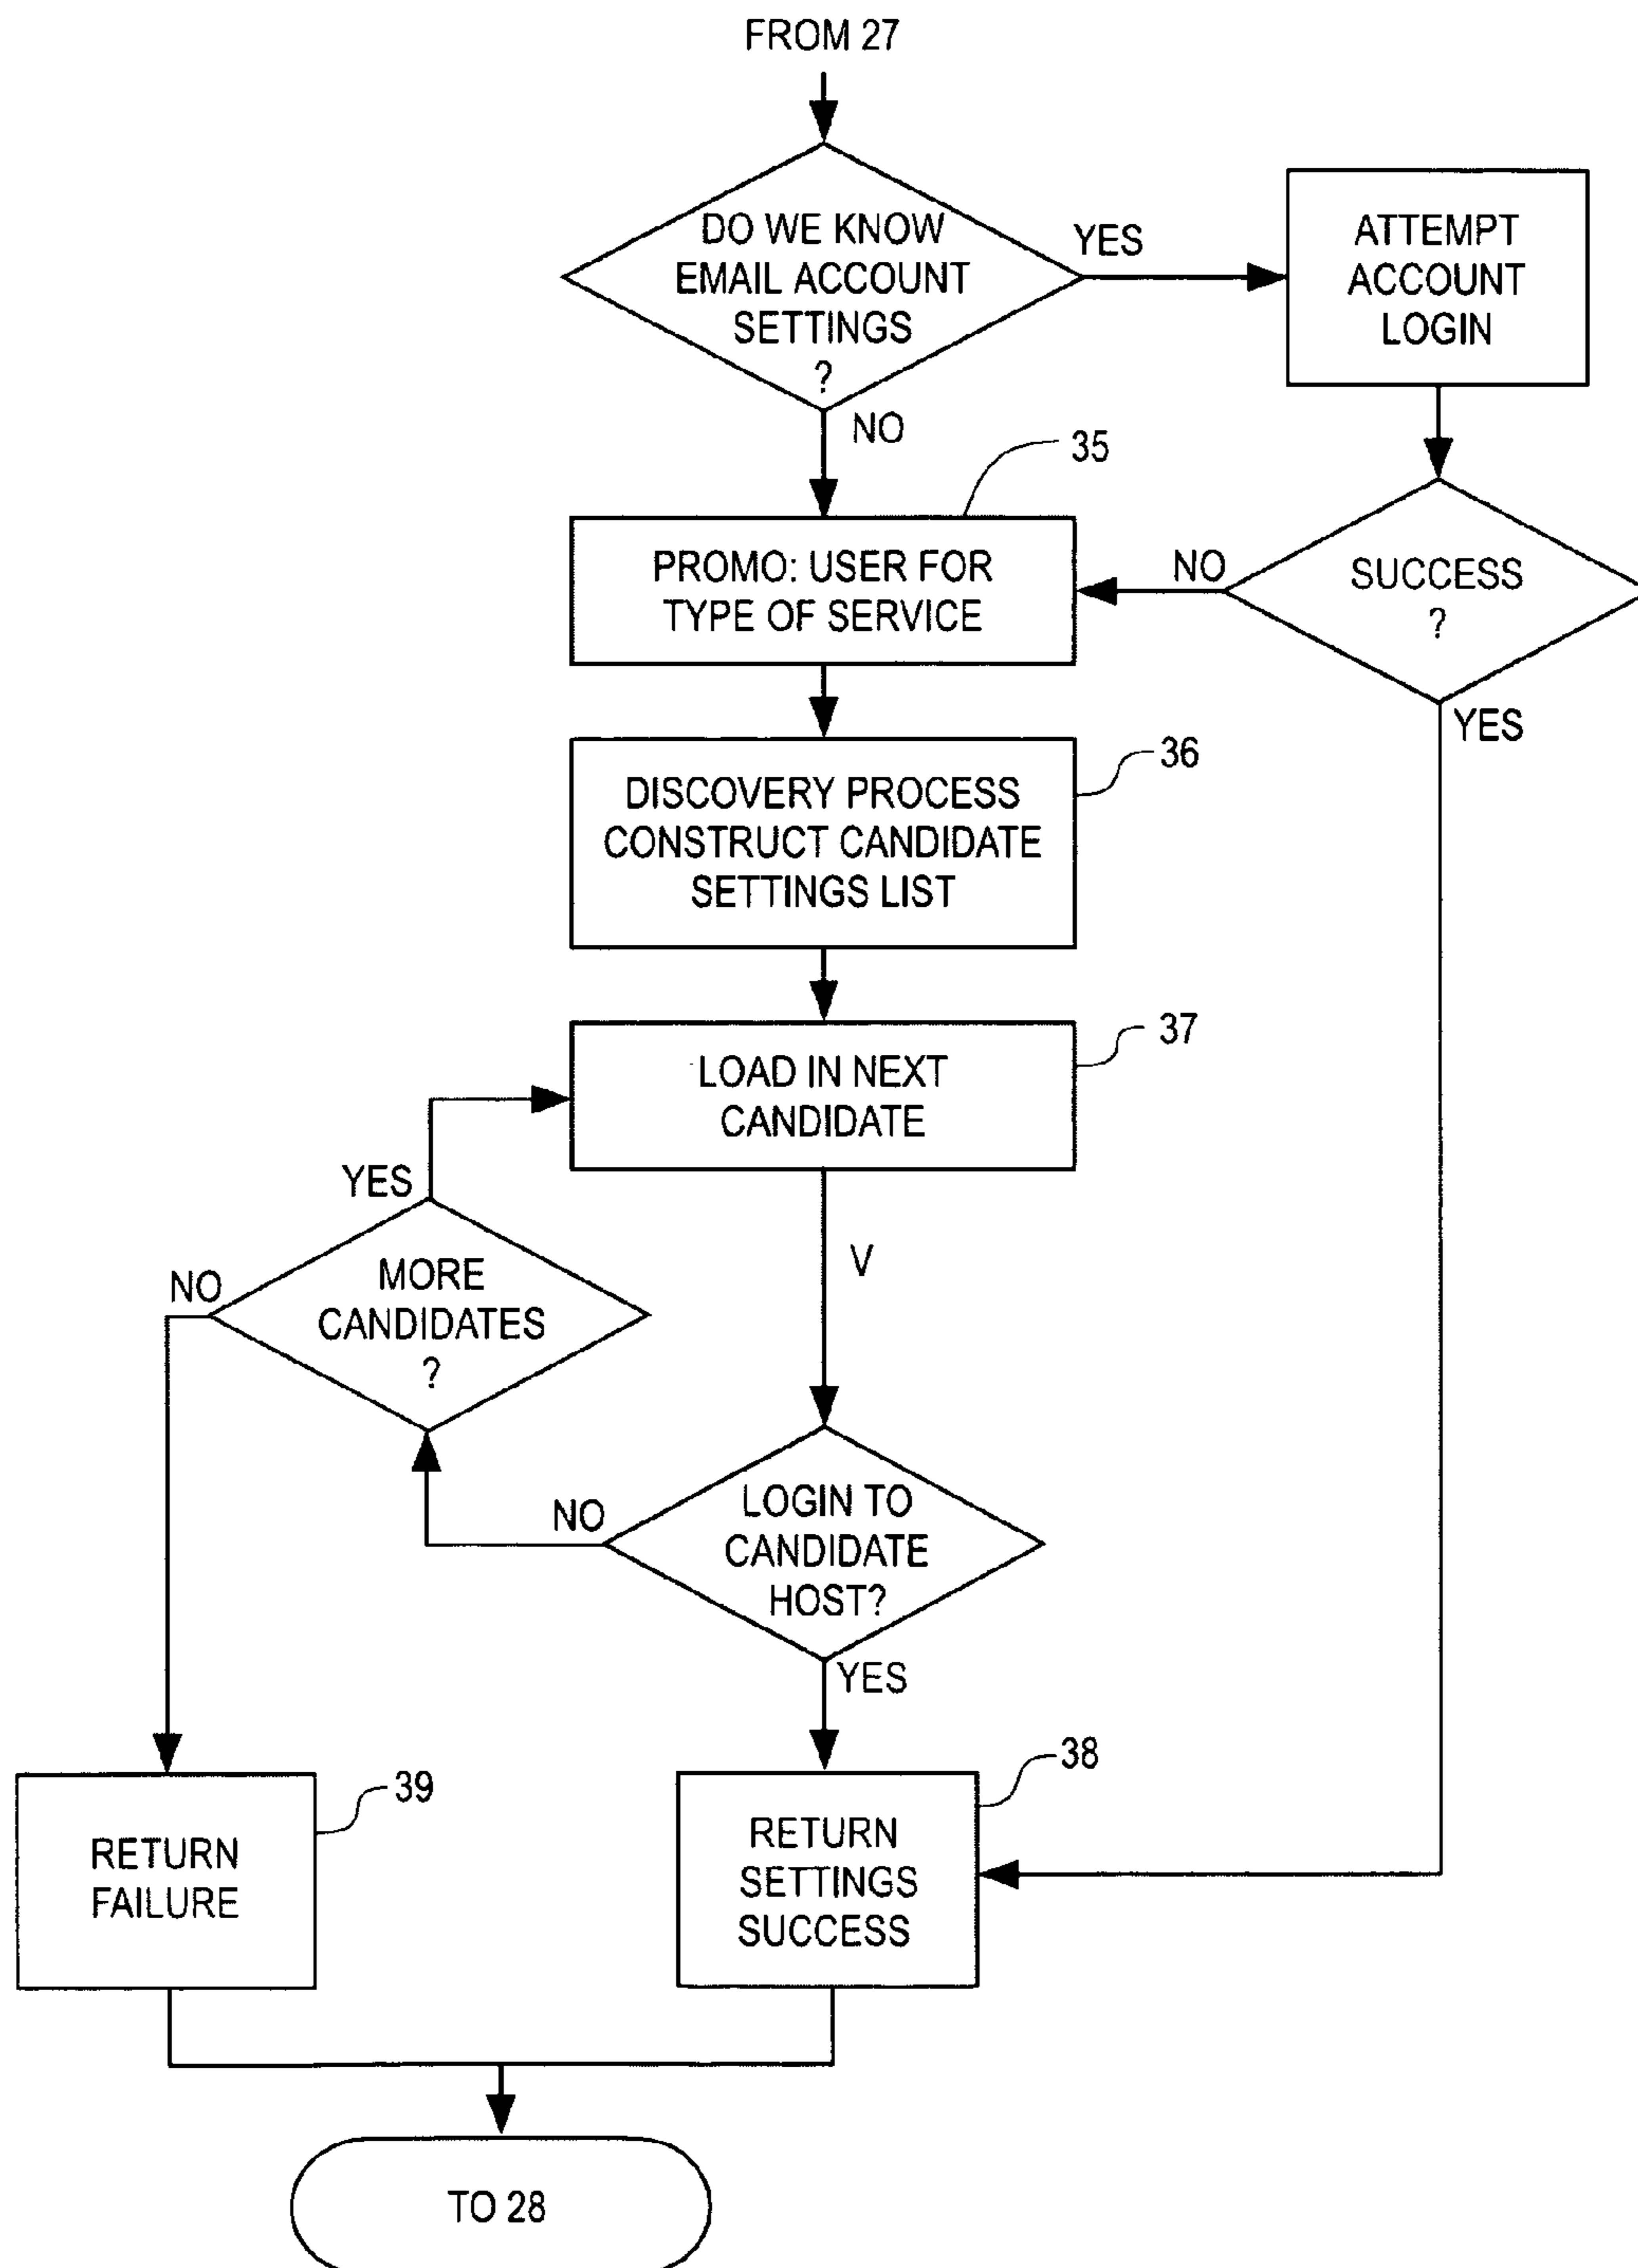 FROM 27
DO WE KNOW
EMAIL ACCOUNT
SETTINGS
?
YES
ATTEMPT
ACCOUNT
LOGIN
NO
35
PROMO: USER FOR
TYPE OF SERVICE
NO
SUCCESS
?
YES
36
DISCOVERY PROCESS
CONSTRUCT CANDIDATE
SETTINGS LIST
37
LOAD IN NEXT
CANDIDATE
YES
V
NO
MORE
CANDIDATES
?
NO
LOGIN TO
CANDIDATE
HOST?
YES
39
RETURN
FAILURE
38
RETURN
SETTINGS
SUCCESS
TO 28